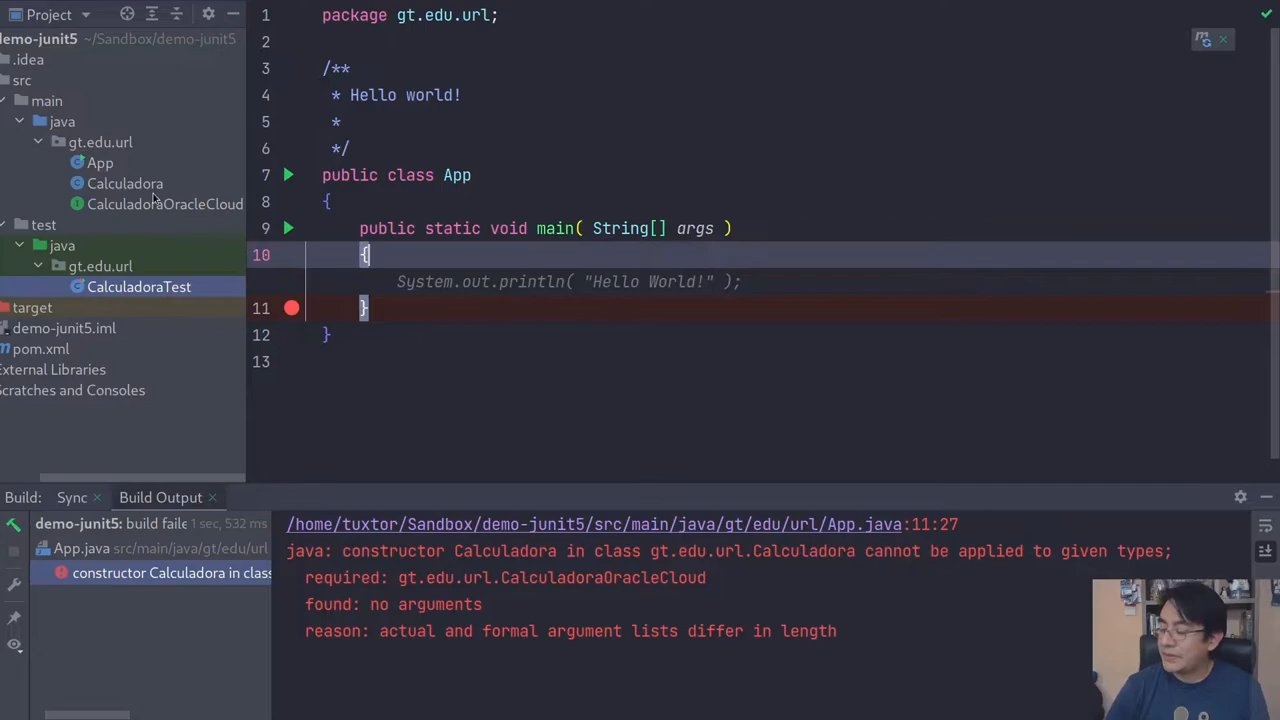 Project
demo-junit5 ~/Sandbox/demo-junit5
.idea
src
main
java
gt.edu.url
App
Calculadora
CalculadoraOracleCloud
test
java
gt.edu.url
CalculadoraTest
target
demo-junit5.iml
pom.xml
External Libraries
Scratches and Consoles
1 package gt.edu.url;
2
3 /**
4 * Hello world!
5 *
6 */
7 public class App
8 {
9 public static void main( String[] args )
10 {
System.out.println( "Hello World!" );
11 }
12 }
13
Build: Sync × Build Output ×
demo-junit5: build faile 1 sec, 532 ms
App.java src/main/java/gt/edu/url
constructor Calculadora in class
/home/tuxtor/Sandbox/demo-junit5/src/main/java/gt/edu/url/App.java:11:27
java: constructor Calculadora in class gt.edu.url.Calculadora cannot be applied to given types;
required: gt.edu.url.CalculadoraOracleCloud
found: no arguments
reason: actual and formal argument lists differ in length